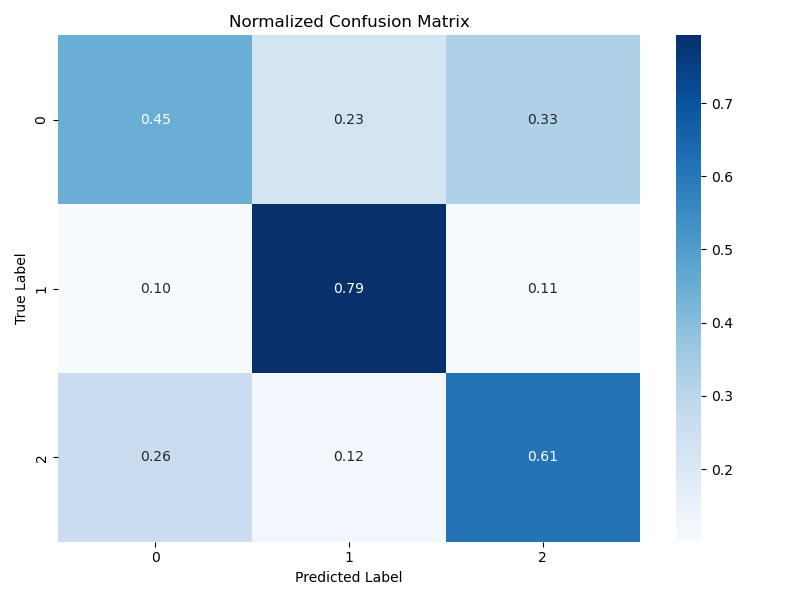 Normalized Confusion Matrix
True Label
0
0.45 0.23 0.33
1
0.10 0.79 0.11
2
0.26 0.12 0.61
0 1 2
Predicted Label
0.7
0.6
0.5
0.4
0.3
0.2